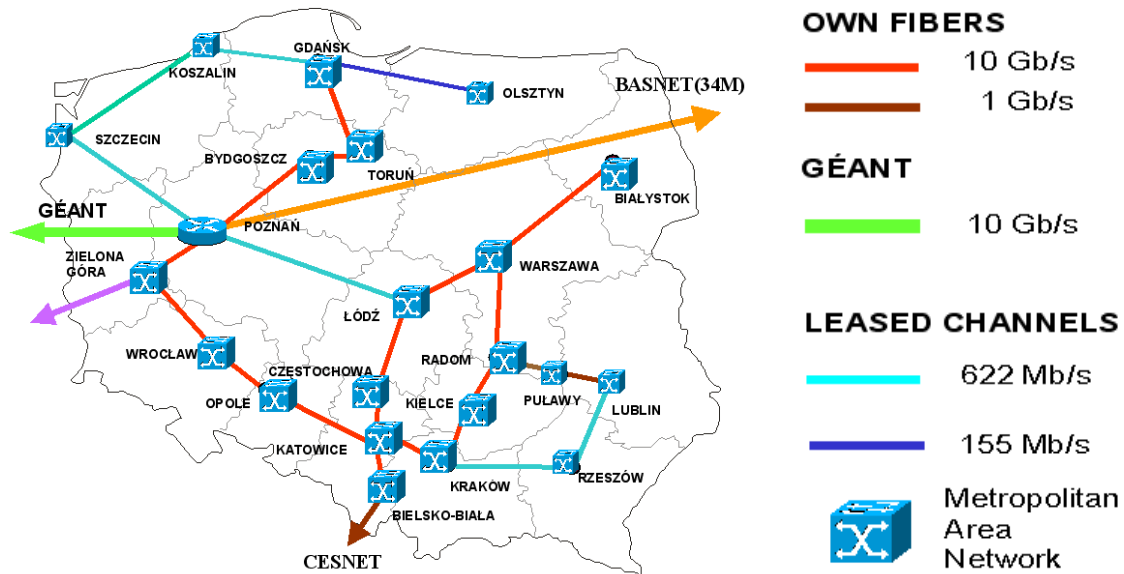 GDAŃSK
KOSZALIN
OLSZTYN
BASNET(34M)
SZCZECIN
BYDGOSZCZ
TORUŃ
BIAŁYSTOK
GÉANT
POZNAŃ
ZIELONA
GÓRA
WARSZAWA
ŁÓDŹ
WROCŁAW
RADOM
CZĘSTOCHOWA
OPOLE
KIELCE
PUŁAWY
LUBLIN
KATOWICE
KRAKÓW
RZESZÓW
BIELSKO-BIAŁA
CESNET
OWN FIBERS
10 Gb/s
1 Gb/s
GÉANT
10 Gb/s
LEASED CHANNELS
622 Mb/s
155 Mb/s
Metropolitan
Area
Network